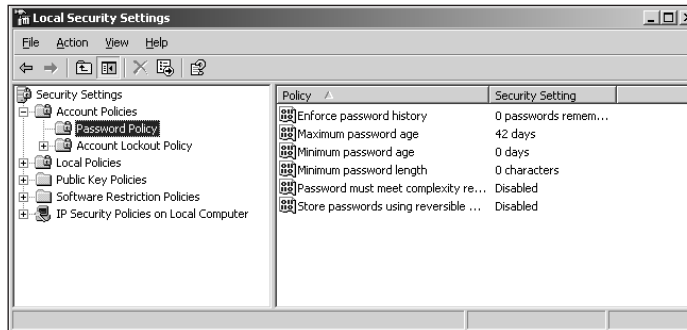 Local Security Settings
File Action View Help
Security Settings
Account Policies
Password Policy
Account Lockout Policy
Local Policies
Public Key Policies
Software Restriction Policies
IP Security Policies on Local Computer
Policy Security Setting
Enforce password history 0 passwords remem...
Maximum password age 42 days
Minimum password age 0 days
Minimum password length 0 characters
Password must meet complexity re... Disabled
Store passwords using reversible ... Disabled